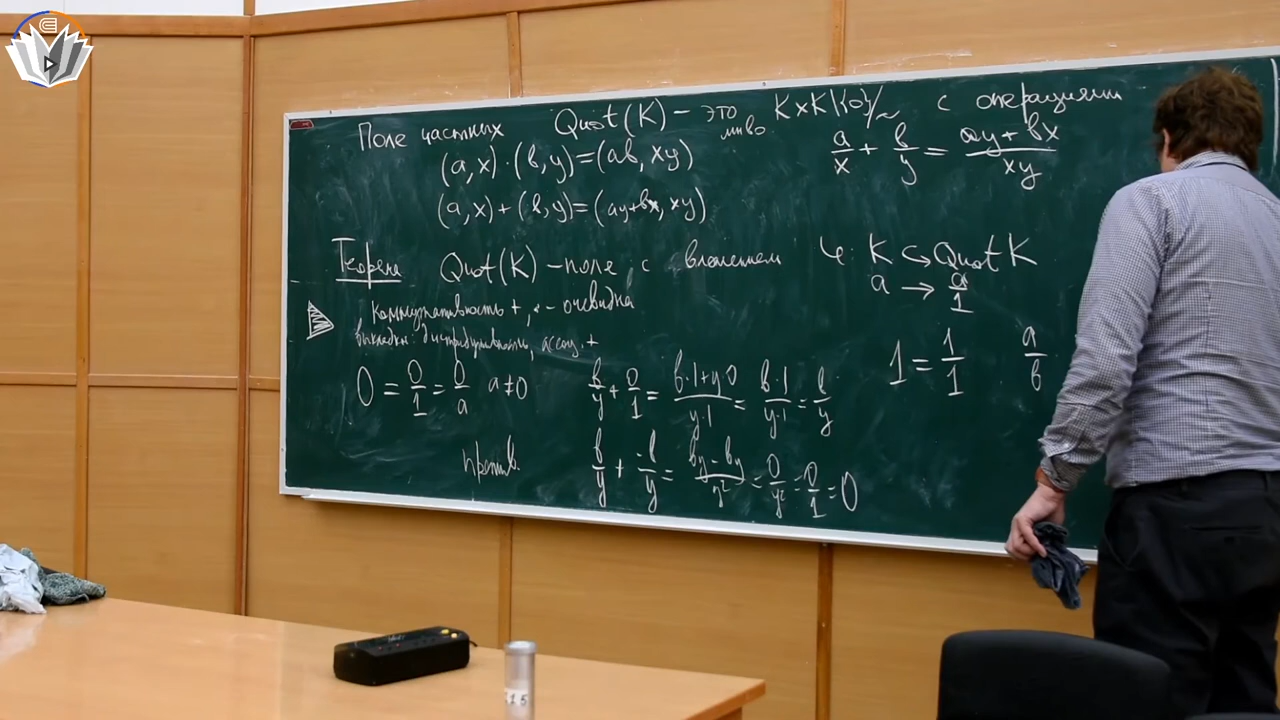 Поле частных Quot(K) – это мн-во K×K\{0}/~ с операциями
(a,x)·(b,y)=(ab,xy)
(a,x)+(b,y)=(ay+bx,xy)
a/x + b/y = (ay+bx)/xy
Теорема Quot(K) – поле с вложением φ: K ↪ Quot K
a → a/1
Коммутативность +, · – очевидна
выкладки: дистрибутивность, ассоц. +
0 = 0/1 = 0/a a≠0
b/y + 0/1 = (b·1+y·0)/(y·1) = (b·1)/(y·1) = b/y
1 = 1/1 a/b
против. b/y + -b/y = (by-by)/y² = 0/y² = 0/1 = 0